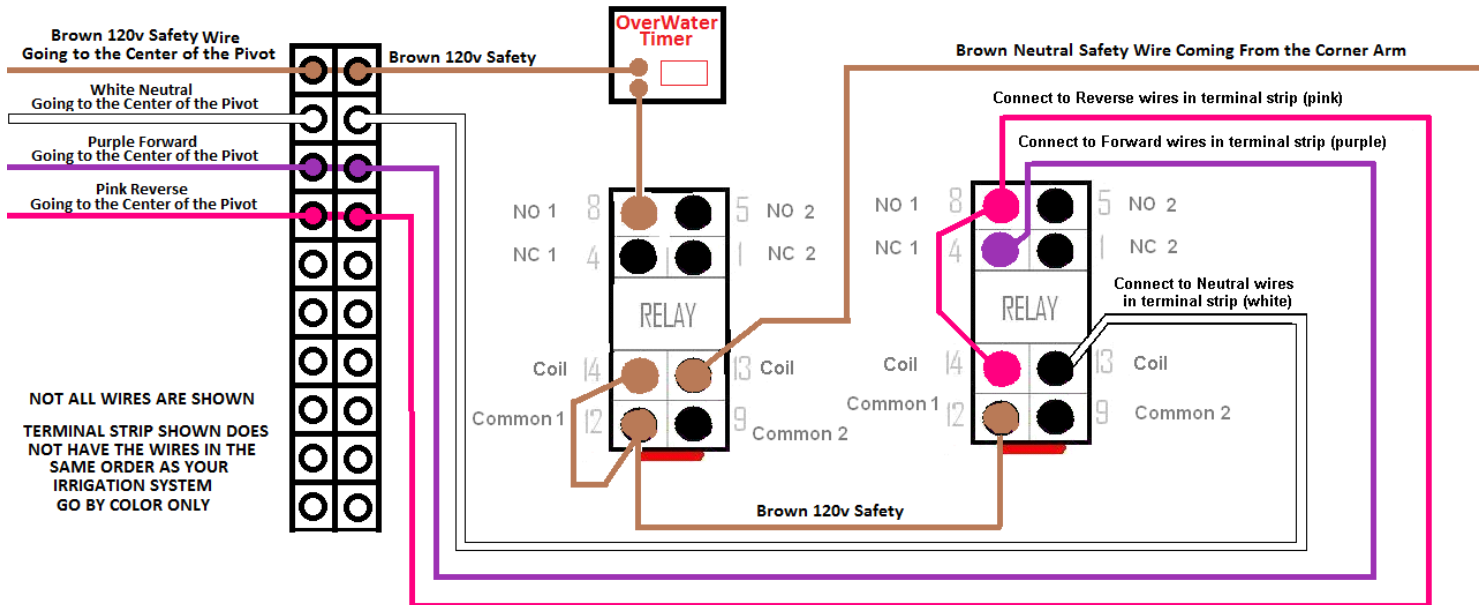 Brown 120v Safety Wire
Going to the Center of the Pivot
White Neutral
Going to the Center of the Pivot
Purple Forward
Going to the Center of the Pivot
Pink Reverse
Going to the Center of the Pivot
NOT ALL WIRES ARE SHOWN
TERMINAL STRIP SHOWN DOES
NOT HAVE THE WIRES IN THE
SAME ORDER AS YOUR
IRRIGATION SYSTEM
GO BY COLOR ONLY
Brown 120v Safety
OverWater
Timer
Brown Neutral Safety Wire Coming From the Corner Arm
Connect to Reverse wires in terminal strip (pink)
Connect to Forward wires in terminal strip (purple)
NO 1 8 5 NO 2
NC 1 4 1 NC 2
RELAY
Coil 14 13 Coil
Common 1 12 9 Common 2
NO 1 8 5 NO 2
NC 1 4 1 NC 2
Connect to Neutral wires
in terminal strip (white)
RELAY
Coil 14 13 Coil
Common 1 12 9 Common 2
Brown 120v Safety